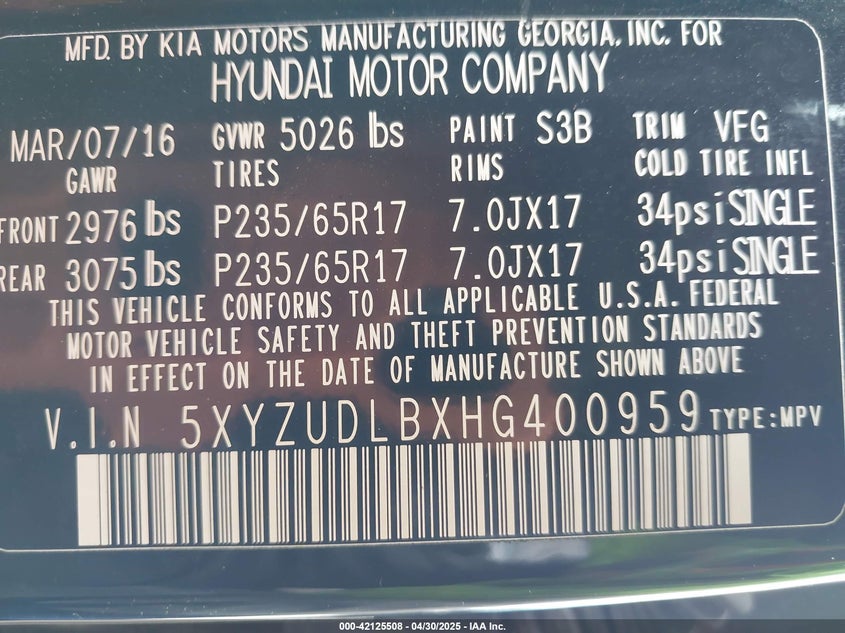 MFD. BY KIA MOTORS MANUFACTURING GEORGIA, INC. FOR
HYUNDAI MOTOR COMPANY
MAR/07/16 GVWR 5026 lbs PAINT S3B TRIM VFG
GAWR TIRES RIMS COLD TIRE INFL
FRONT 2976 lbs P235/65R17 7.0JX17 34psi SINGLE
REAR 3075 lbs P235/65R17 7.0JX17 34psi SINGLE
THIS VEHICLE CONFORMS TO ALL APPLICABLE U.S.A. FEDERAL
MOTOR VEHICLE SAFETY AND THEFT PREVENTION STANDARDS
IN EFFECT ON THE DATE OF MANUFACTURE SHOWN ABOVE
V.I.N 5XYZUDLBXHG400959 TYPE:MPV
000-42125508 - 04/30/2025 - IAA Inc.